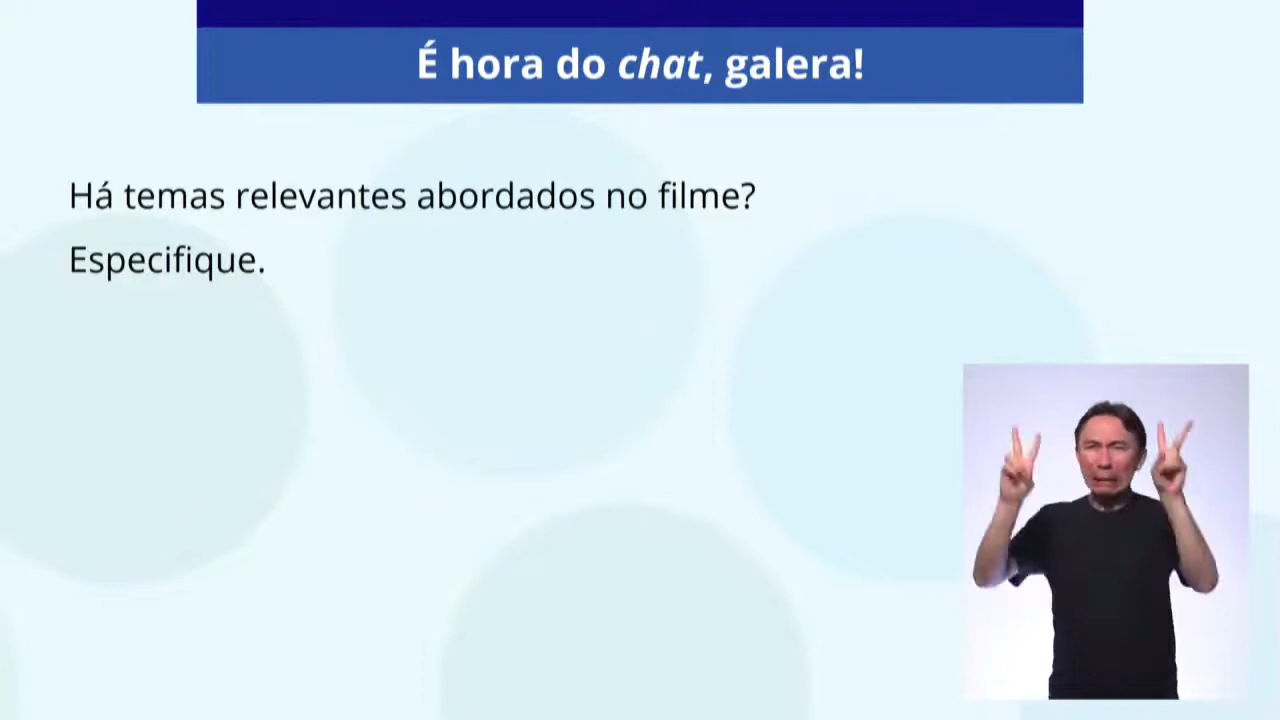 É hora do chat, galera!
Há temas relevantes abordados no filme?
Especifique.